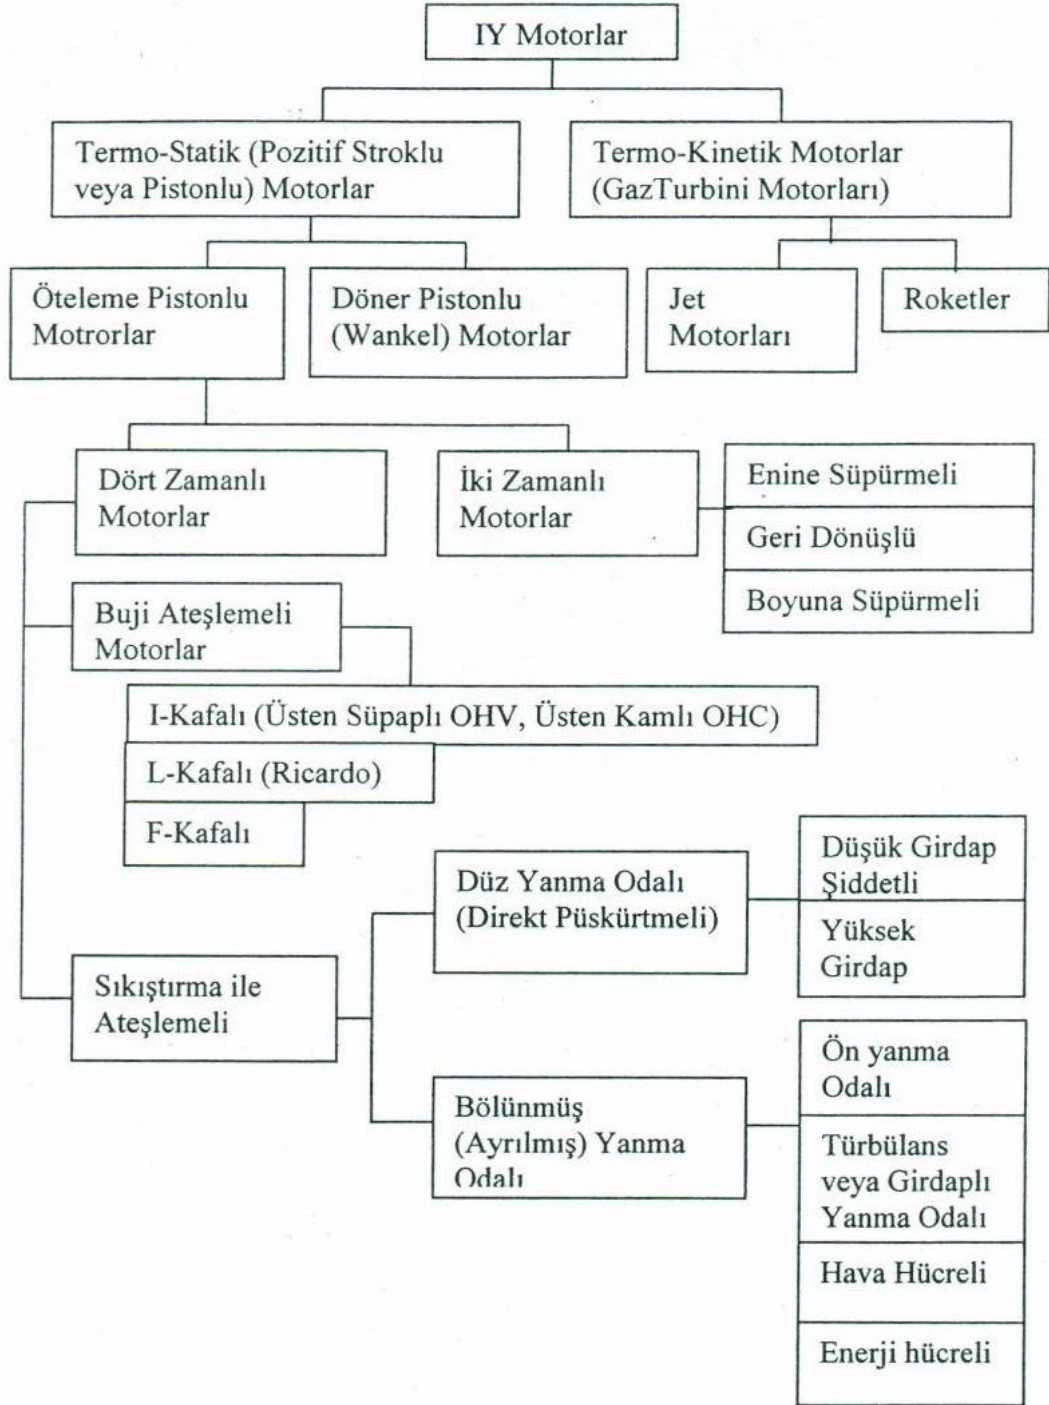 IY Motorlar
Termo-Statik (Pozitif Stroklu
veya Pistonlu) Motorlar
Termo-Kinetik Motorlar
(GazTurbini Motorları)
Öteleme Pistonlu
Motrorlar
Döner Pistonlu
(Wankel) Motorlar
Jet
Motorları
Roketler
Dört Zamanlı
Motorlar
İki Zamanlı
Motorlar
Enine Süpürmeli
Geri Dönüşlü
Boyuna Süpürmeli
Buji Ateşlemeli
Motorlar
I-Kafalı (Üsten Süpaplı OHV, Üsten Kamlı OHC)
L-Kafalı (Ricardo)
F-Kafalı
Düz Yanma Odalı
(Direkt Püskürtmeli)
Düşük Girdap
Şiddetli
Yüksek
Girdap
Sıkıştırma ile
Ateşlemeli
Bölünmüş
(Ayrılmış) Yanma
Odalı
Ön yanma
Odalı
Türbülans
veya Girdaplı
Yanma Odalı
Hava Hücreli
Enerji hücreli